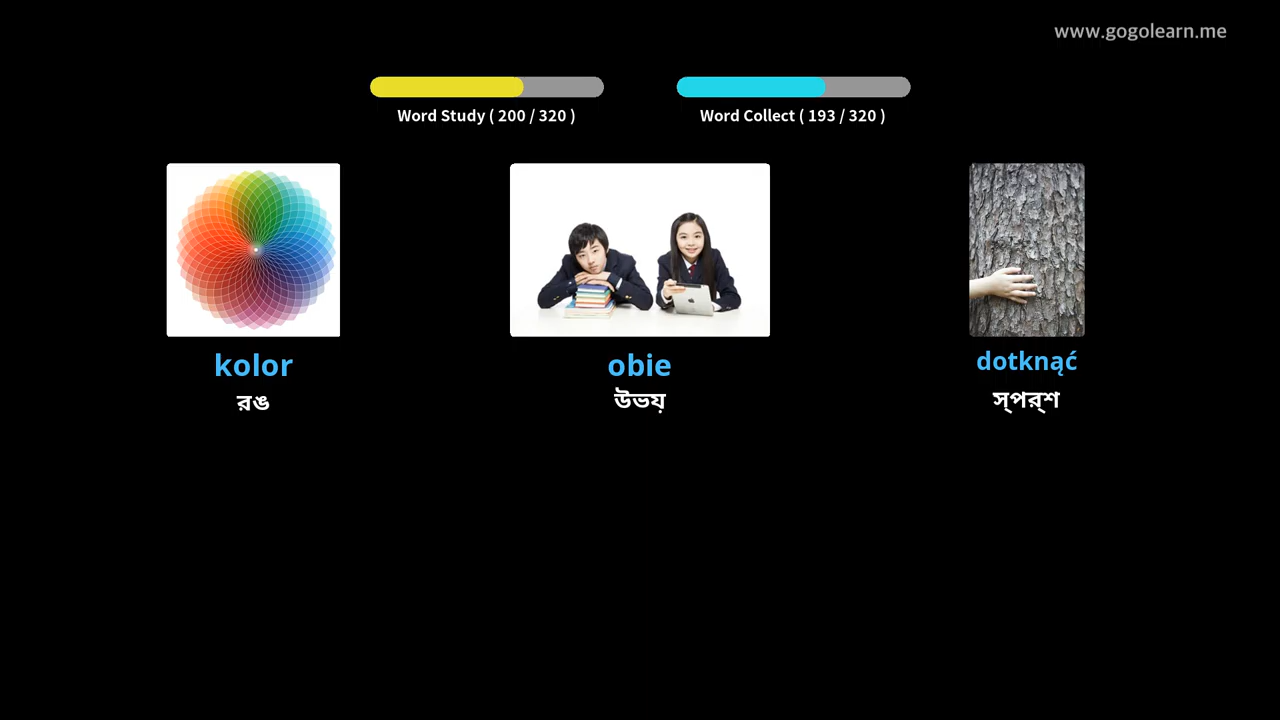 www.gogolearn.me
Word Study ( 200 / 320 )
Word Collect ( 193 / 320 )
kolor
রঙ
obie
উভয়
dotknąć
স্পর্শ